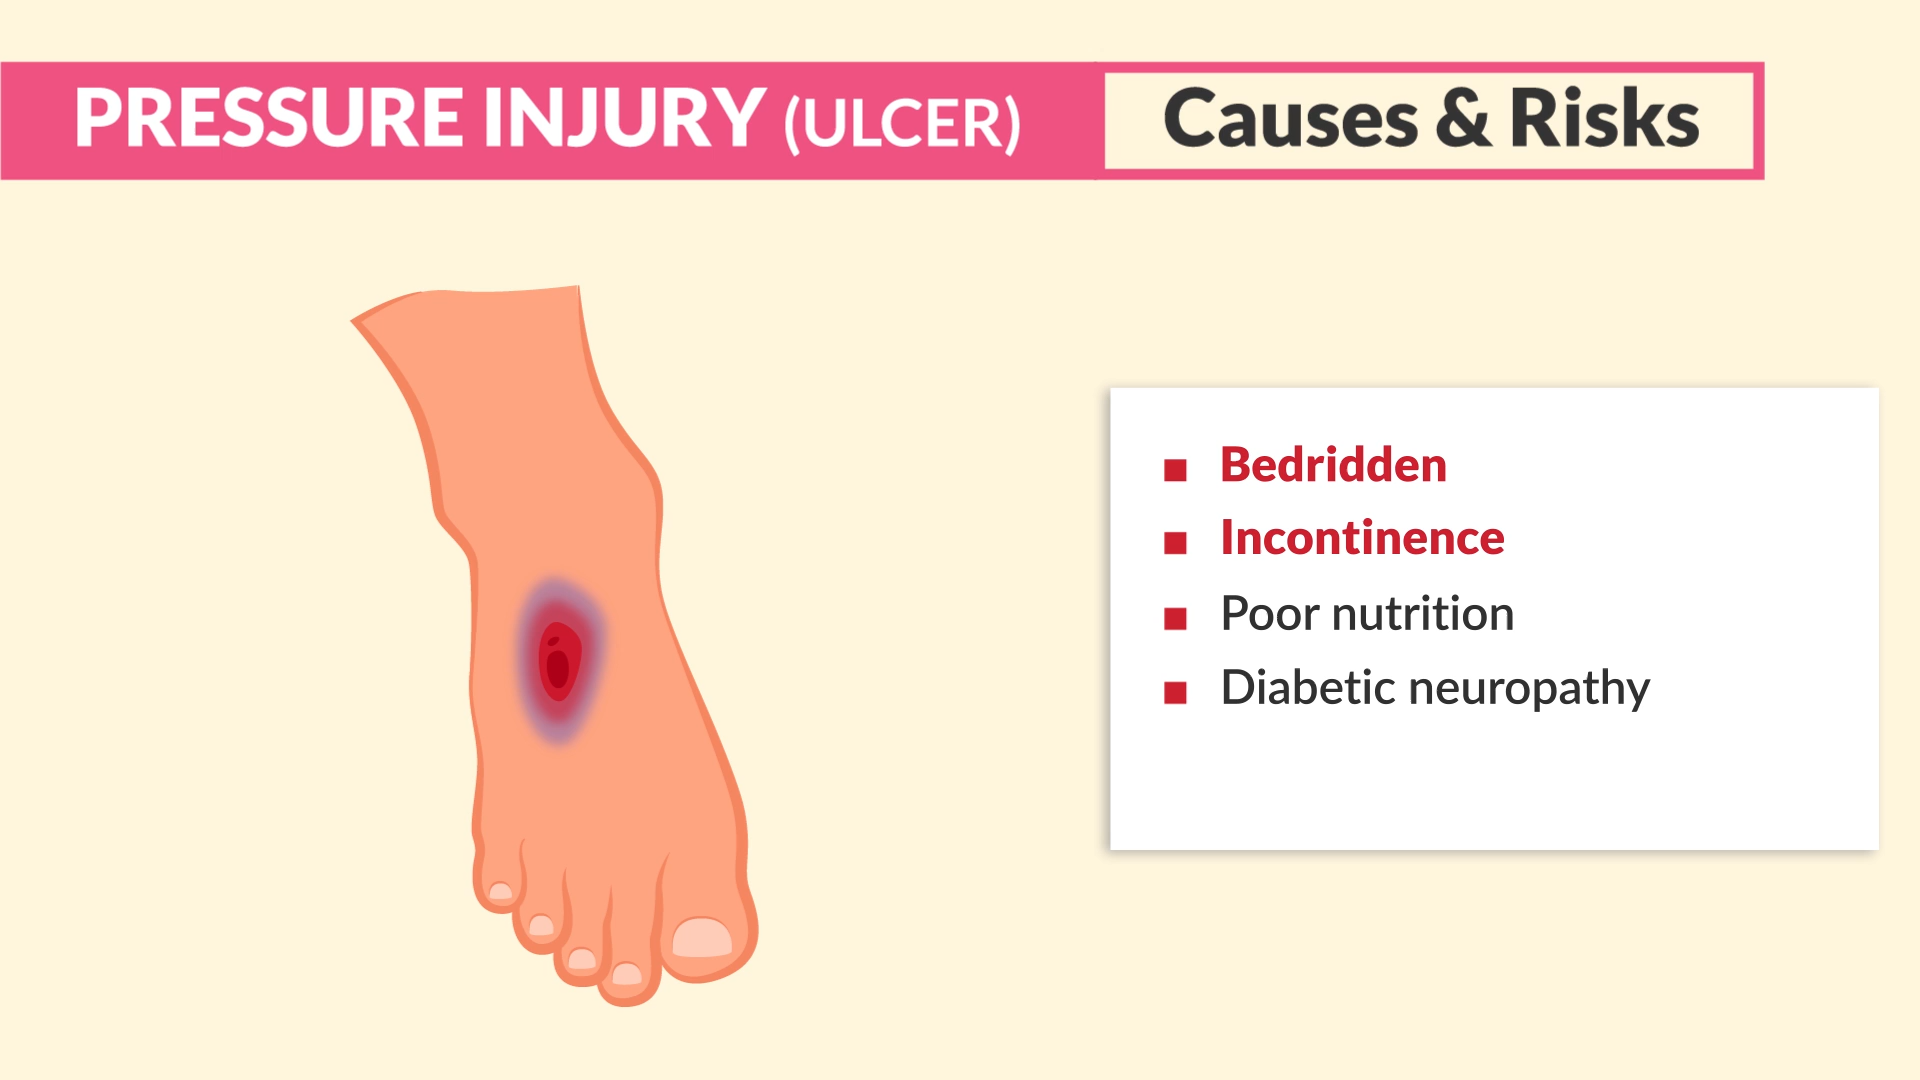 PRESSURE INJURY (ULCER) Causes & Risks
Bedridden
Incontinence
Poor nutrition
Diabetic neuropathy